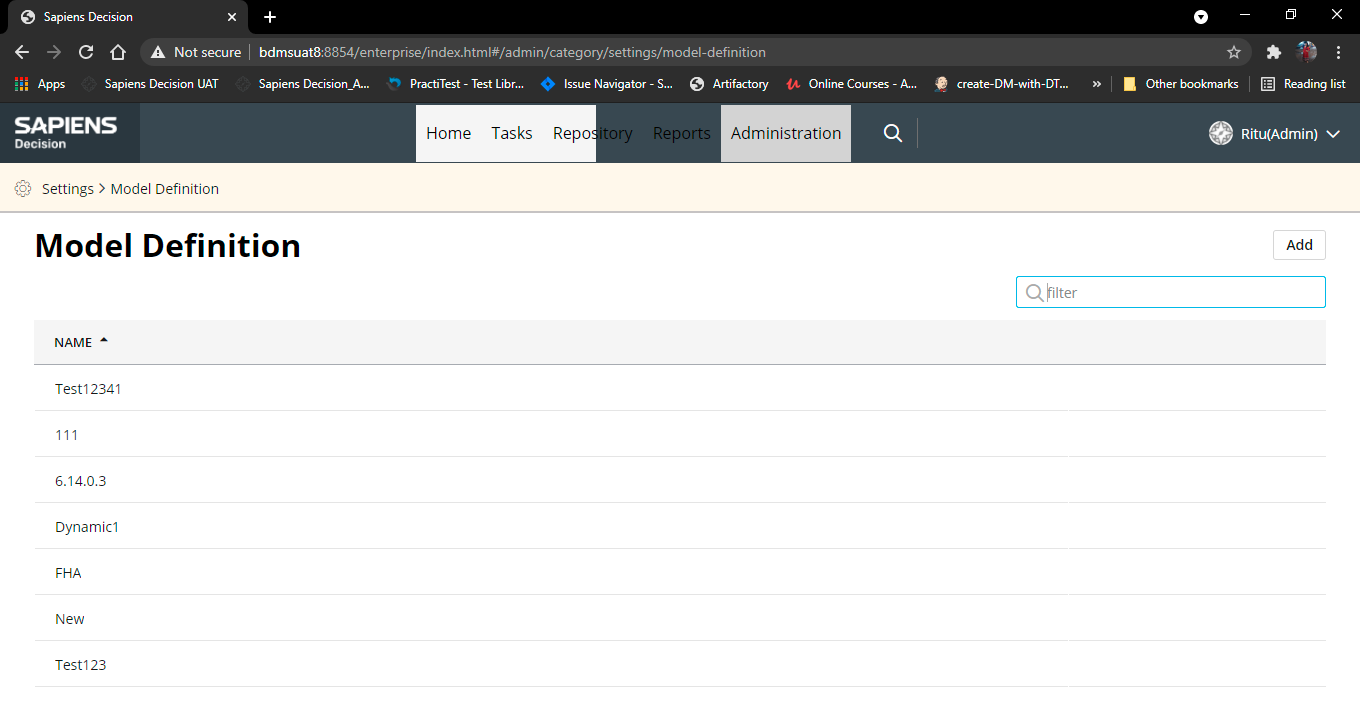 Sapiens Decision
Not secure bdmsuat8:8854/enterprise/index.html#/admin/category/settings/model-definition
Apps Sapiens Decision UAT Sapiens Decision_A... PractiTest - Test Libr... Issue Navigator - S... Artifactory Online Courses - A... create-DM-with-DT... » Other bookmarks Reading list
SAPIENS
Decision
Home Tasks Repository Reports Administration Ritu(Admin)
Settings > Model Definition
Model Definition Add
filter
NAME
Test12341
111
6.14.0.3
Dynamic1
FHA
New
Test123